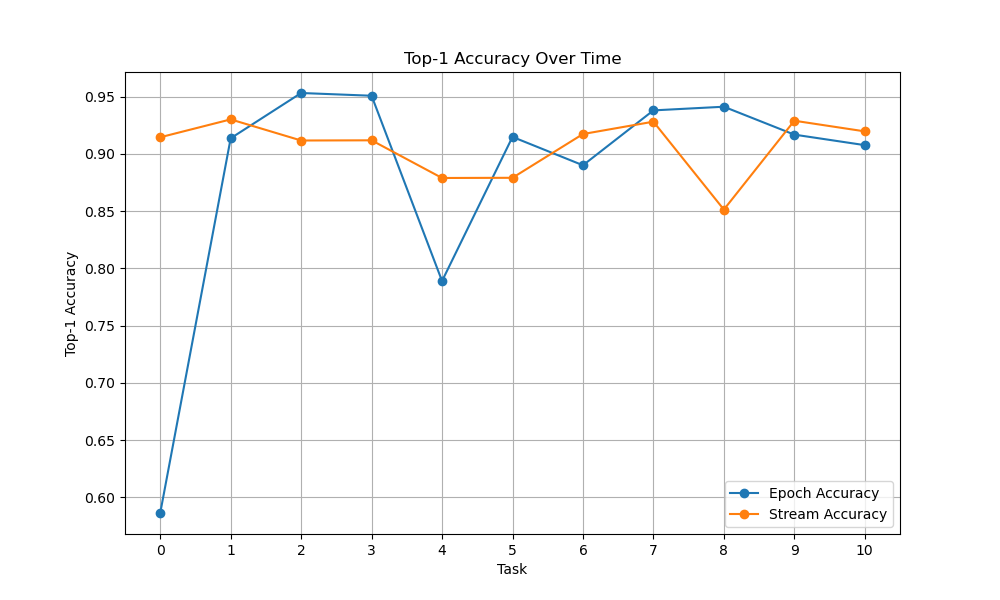 Top-1 Accuracy Over Time
Top-1 Accuracy
0.95
0.90
0.85
0.80
0.75
0.70
0.65
0.60
0 1 2 3 4 5 6 7 8 9 10
Task
Epoch Accuracy
Stream Accuracy